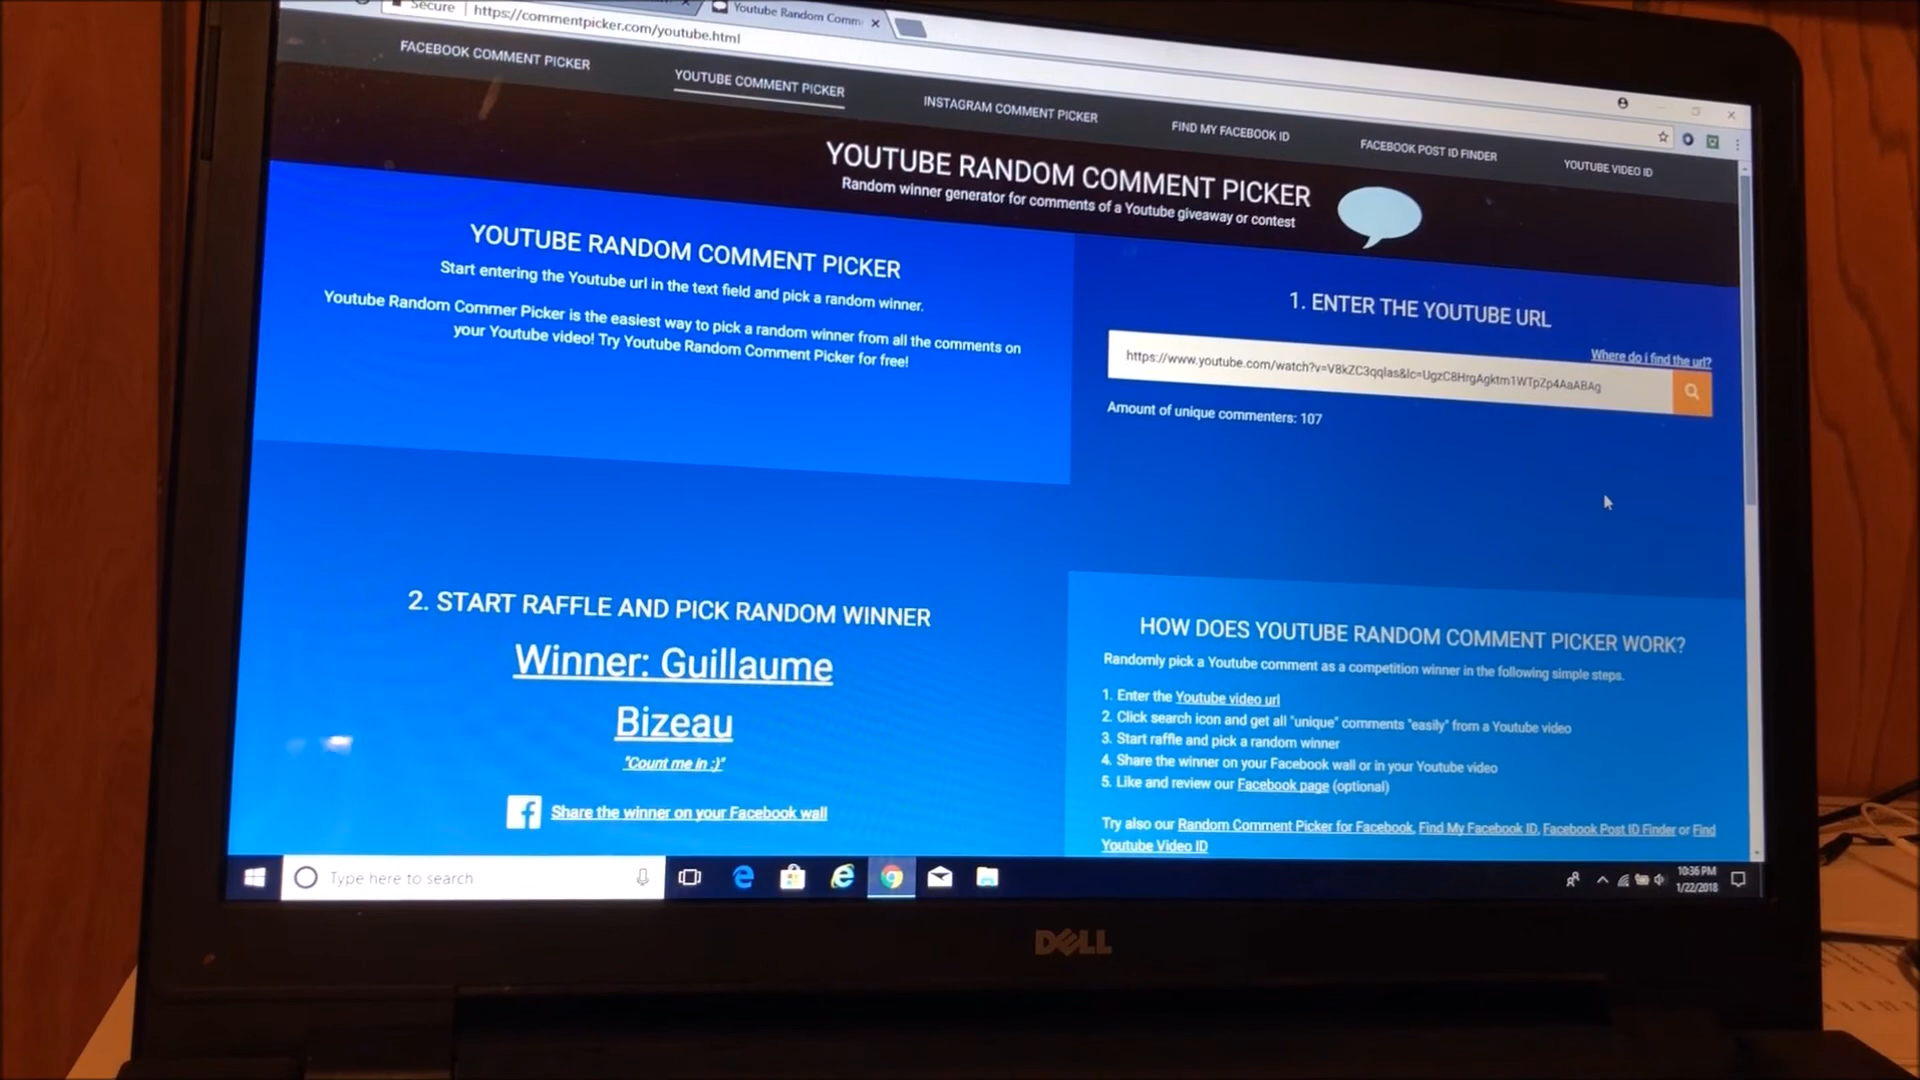 Youtube Random Comm
Secure | https://commentpicker.com/youtube.html
FACEBOOK COMMENT PICKER
YOUTUBE COMMENT PICKER
INSTAGRAM COMMENT PICKER
FIND MY FACEBOOK ID
FACEBOOK POST ID FINDER
YOUTUBE VIDEO ID
YOUTUBE RANDOM COMMENT PICKER
Random winner generator for comments of a Youtube giveaway or contest
YOUTUBE RANDOM COMMENT PICKER
Start entering the Youtube url in the text field and pick a random winner.
Youtube Random Commer Picker is the easiest way to pick a random winner from all the comments on
your Youtube video! Try Youtube Random Comment Picker for free!
1. ENTER THE YOUTUBE URL
Where do i find the url?
https://www.youtube.com/watch?v=V8kZC3qqlas&lc=UgzC8HrgAgktm1WTpZp4AaABAg
Amount of unique commenters: 107
2. START RAFFLE AND PICK RANDOM WINNER
Winner: Guillaume
Bizeau
"Count me in :)"
Share the winner on your Facebook wall
HOW DOES YOUTUBE RANDOM COMMENT PICKER WORK?
Randomly pick a Youtube comment as a competition winner in the following simple steps.
1. Enter the Youtube video url
2. Click search icon and get all "unique" comments "easily" from a Youtube video
3. Start raffle and pick a random winner
4. Share the winner on your Facebook wall or in your Youtube video
5. Like and review our Facebook page (optional)
Try also our Random Comment Picker for Facebook, Find My Facebook ID, Facebook Post ID Finder or Find
Youtube Video ID
Type here to search
10:36 PM
1/22/2018
DELL